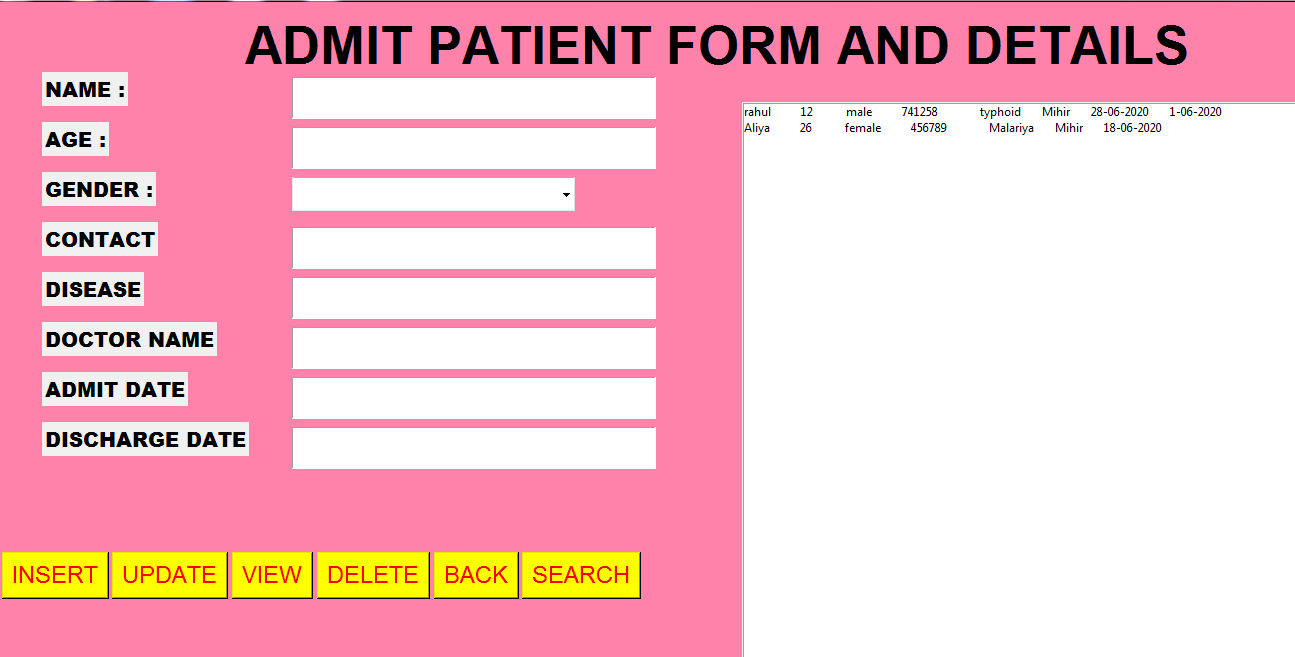 ADMIT PATIENT FORM AND DETAILS
NAME :
AGE :
GENDER :
CONTACT
DISEASE
DOCTOR NAME
ADMIT DATE
DISCHARGE DATE
rahul 12 male 741258 typhoid Mihir 28-06-2020 1-06-2020
Aliya 26 female 456789 Malariya Mihir 18-06-2020
INSERT UPDATE VIEW DELETE BACK SEARCH